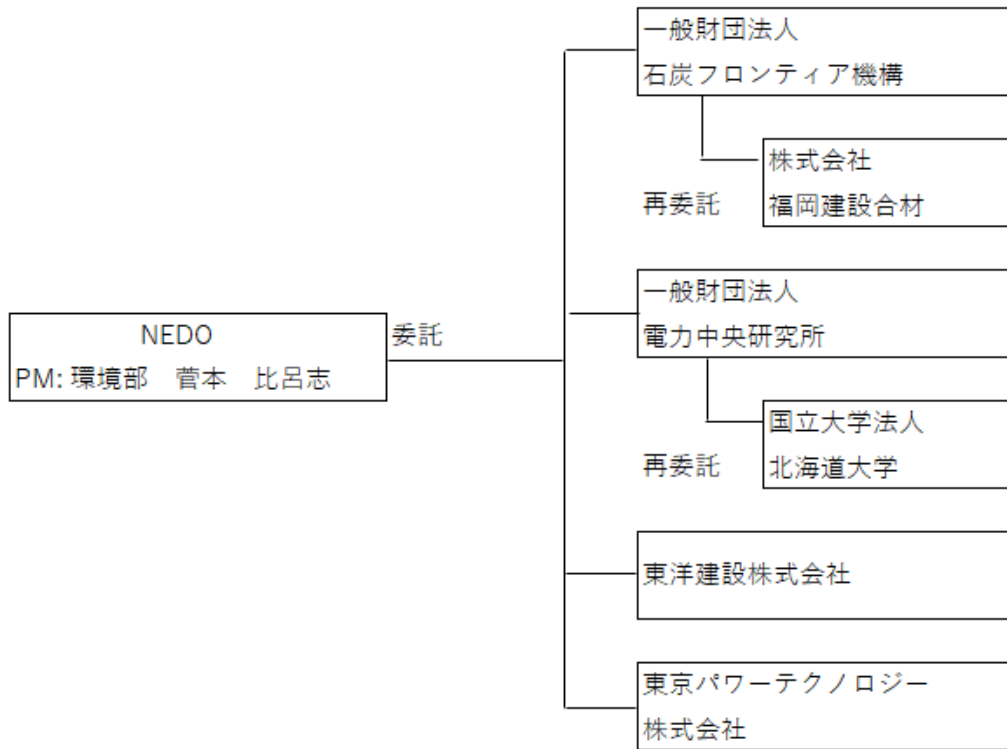 一般財団法人
石炭フロンティア機構
株式会社
再委託
福岡建設合材
一般財団法人
NEDO
委託
電力中央研究所
PM: 環境部　菅本　比呂志
国立大学法人
再委託
北海道大学
東洋建設株式会社
東京パワーテクノロジー
株式会社